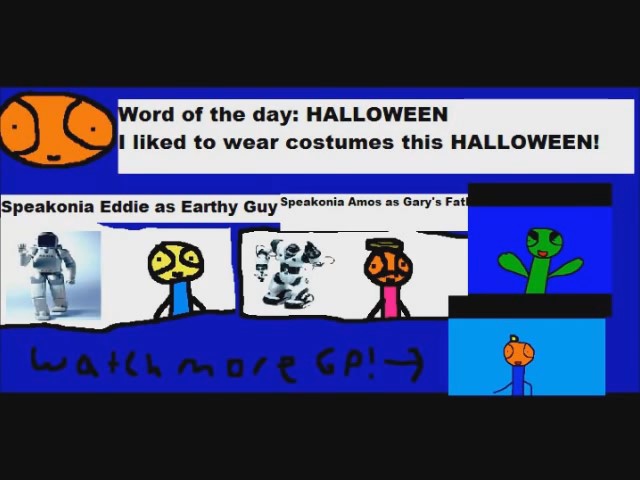 Word of the day: HALLOWEEN
I liked to wear costumes this HALLOWEEN!
Speakonia Eddie as Earthy Guy
Speakonia Amos as Gary's Fat
Watch more GP!→